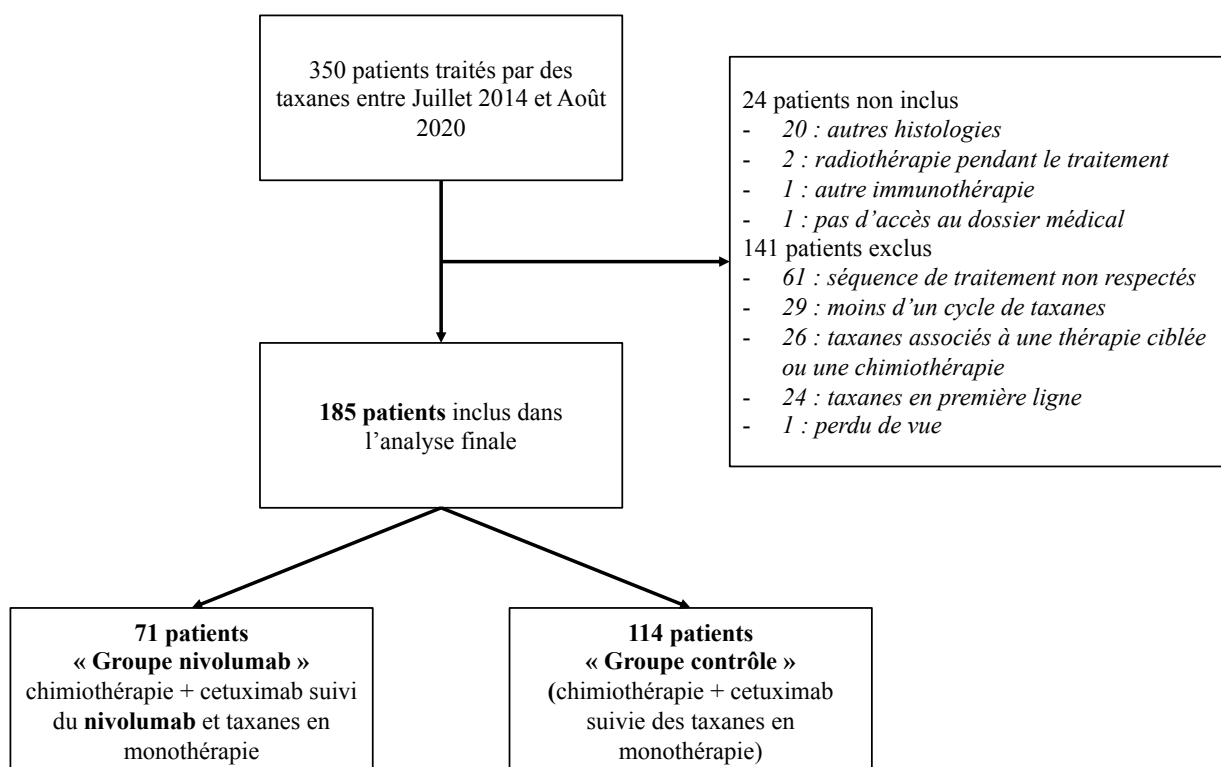 350 patients traités par des
taxanes entre Juillet 2014 et Août
2020
24 patients non inclus
- 20 : autres histologies
- 2 : radiothérapie pendant le traitement
- 1 : autre immunothérapie
- 1 : pas d’accès au dossier médical
141 patients exclus
- 61 : séquence de traitement non respectés
- 29 : moins d’un cycle de taxanes
- 26 : taxanes associés à une thérapie ciblée
ou une chimiothérapie
- 24 : taxanes en première ligne
- 1 : perdu de vue
185 patients inclus dans
l’analyse finale
71 patients
« Groupe nivolumab »
chimiothérapie + cetuximab suivi
du nivolumab et taxanes en
monothérapie
114 patients
« Groupe contrôle »
(chimiothérapie + cetuximab
suivie des taxanes en
monothérapie)